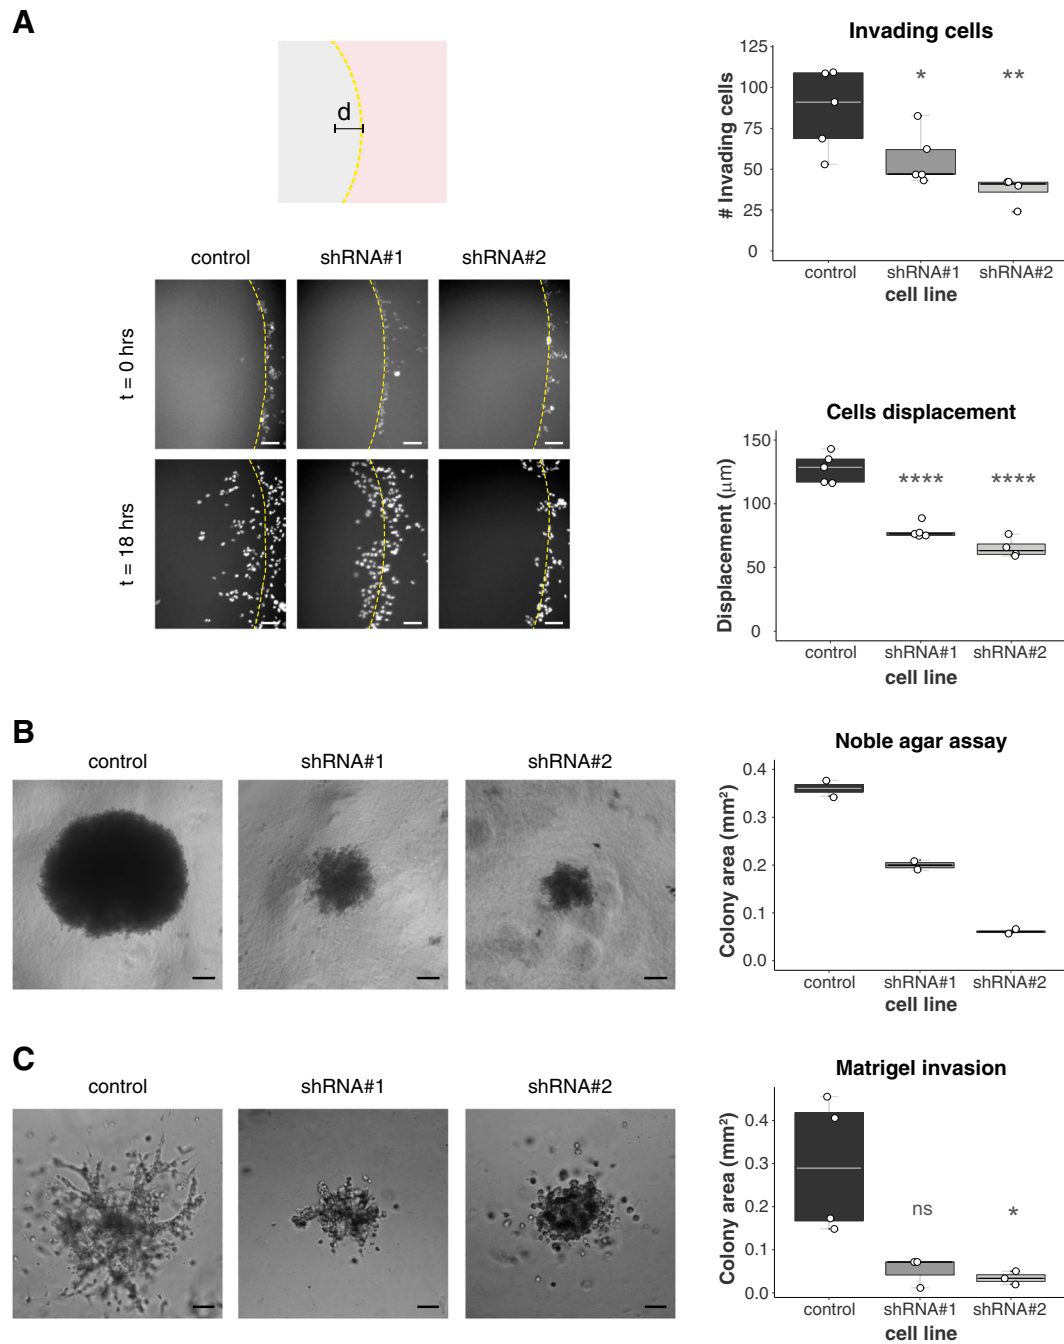 A
d
control shRNA#1 shRNA#2
t = 0 hrs
t = 18 hrs
Invading cells
# Invading cells
125
100
75
50
25
0
* **
control shRNA#1 shRNA#2
cell line
Cells displacement
Displacement (μm)
150
100
50
0
**** ****
control shRNA#1 shRNA#2
cell line
B
control shRNA#1 shRNA#2
Noble agar assay
Colony area (mm²)
0.4
0.3
0.2
0.1
0.0
control shRNA#1 shRNA#2
cell line
C
control shRNA#1 shRNA#2
Matrigel invasion
Colony area (mm²)
0.4
0.3
0.2
0.1
0.0
ns *
control shRNA#1 shRNA#2
cell line